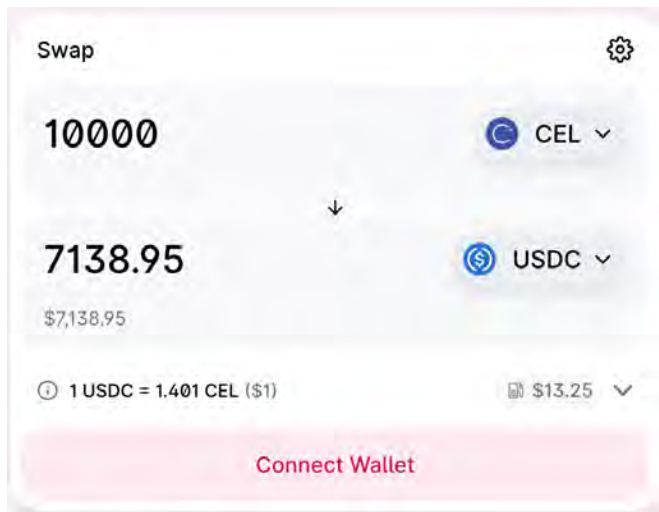 Swap
10000
CEL
7138.95
USDC
$7,138.95
1 USDC = 1.401 CEL ($1)
$13.25
Connect Wallet